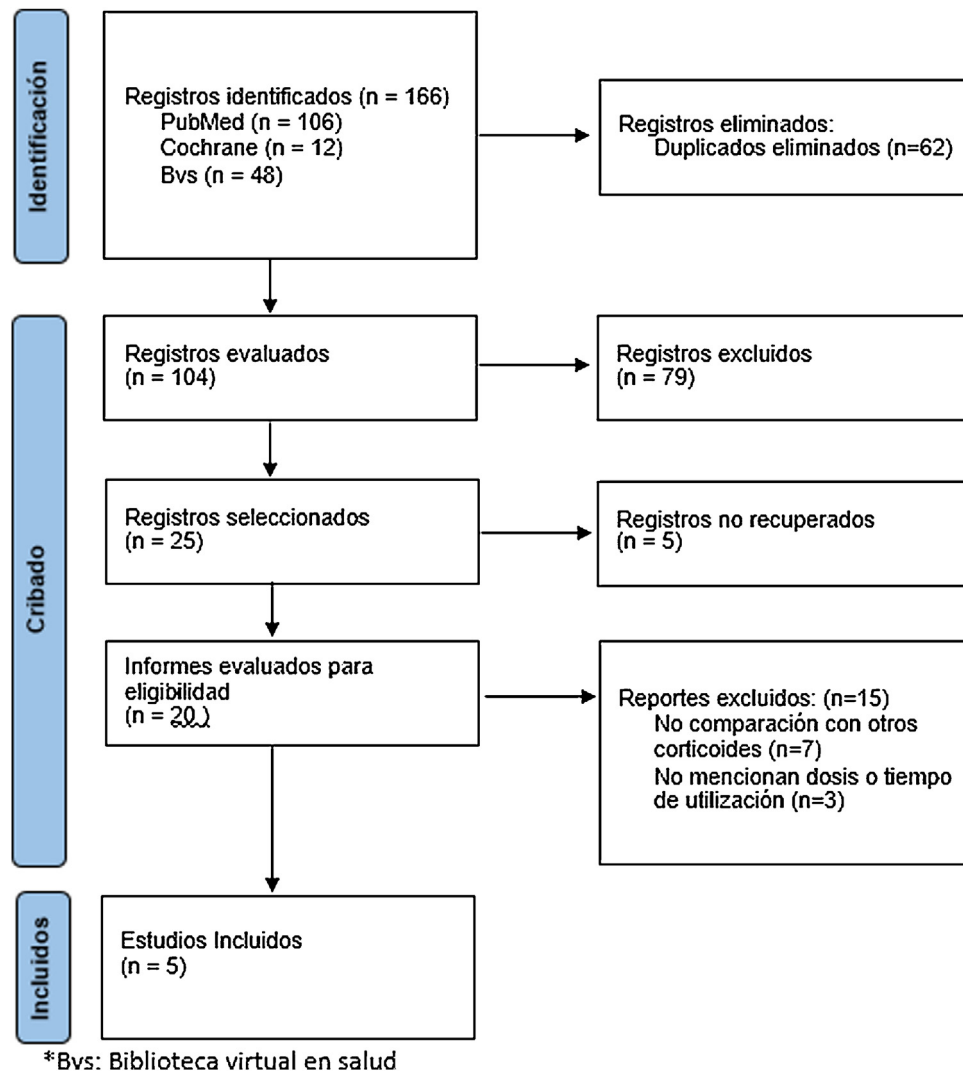 Identificación
Registros identificados (n = 166)
PubMed (n = 106)
Cochrane (n = 12)
Bvs (n = 48)
Registros eliminados:
Duplicados eliminados (n=62)
Cribado
Registros evaluados
(n = 104)
Registros excluidos
(n = 79)
Registros seleccionados
(n = 25)
Registros no recuperados
(n = 5)
Informes evaluados para
eligibilidad
(n = 20 )
Reportes excluidos: (n=15)
No comparación con otros
corticoides (n=7)
No mencionan dosis o tiempo
de utilización (n=3)
Incluidos
Estudios Incluidos
(n = 5)
*Bvs: Biblioteca virtual en salud